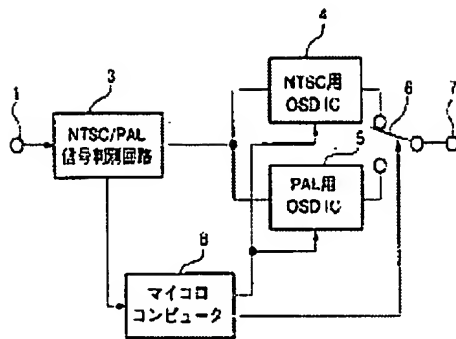 4
3
NTSC用
OSD IC
6
7
1
NTSC/PAL
信号判別回路
5
PAL用
OSD IC
8
マイコロ
コンピュータ